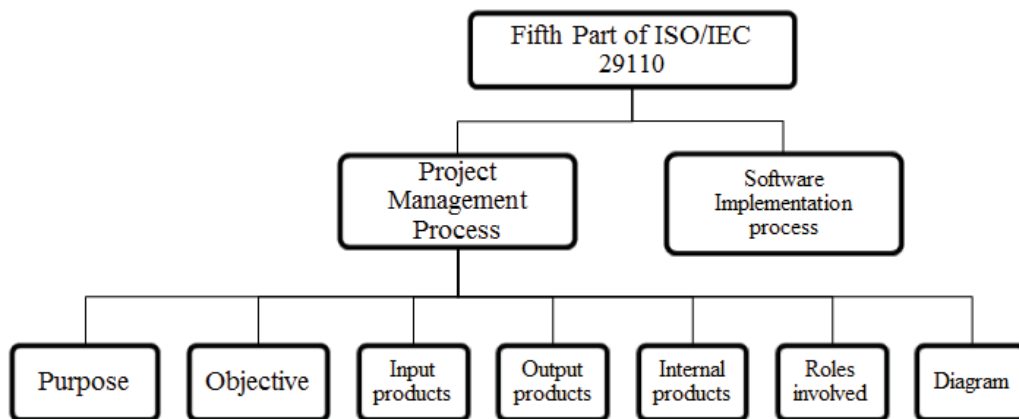 Fifth Part of ISO/IEC
29110
Project
Management
Process
Software
Implementation
process
Purpose
Objective
Input
products
Output
products
Internal
products
Roles
involved
Diagram